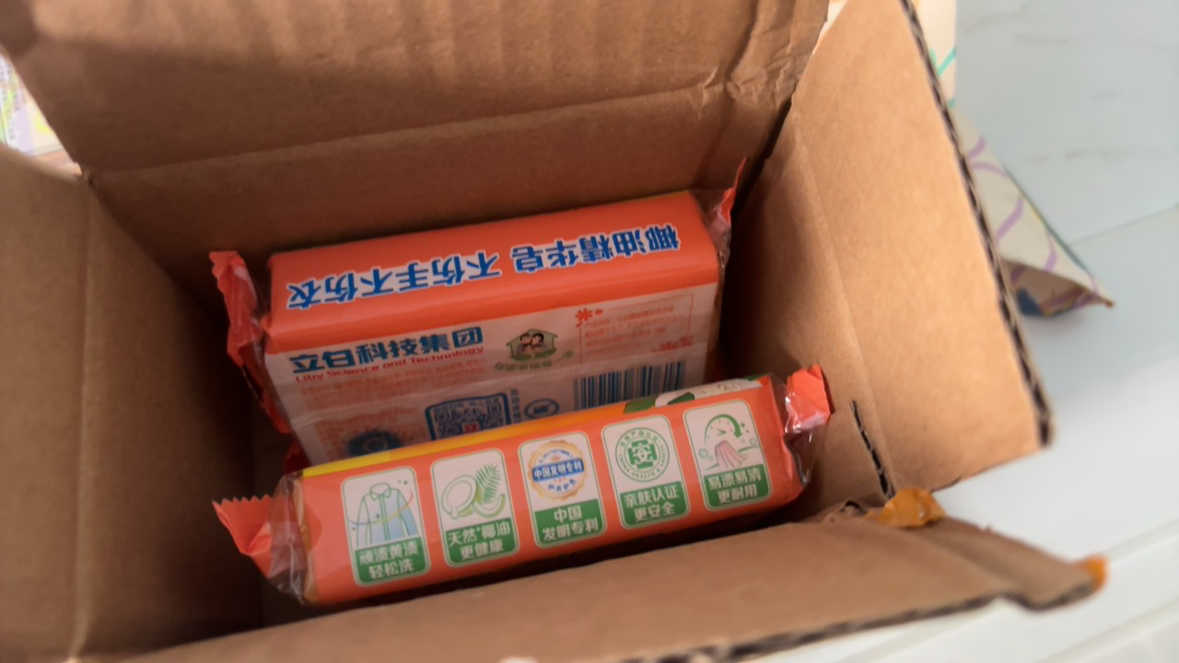 椰油精华皂 不伤手不伤衣
立白科技集团
Liby Science and Technology
顽渍黄渍
轻松洗
天然*椰油
更健康
中国发明专利
中国
发明专利
亲肤认证
更安全
易漂易清
更耐用